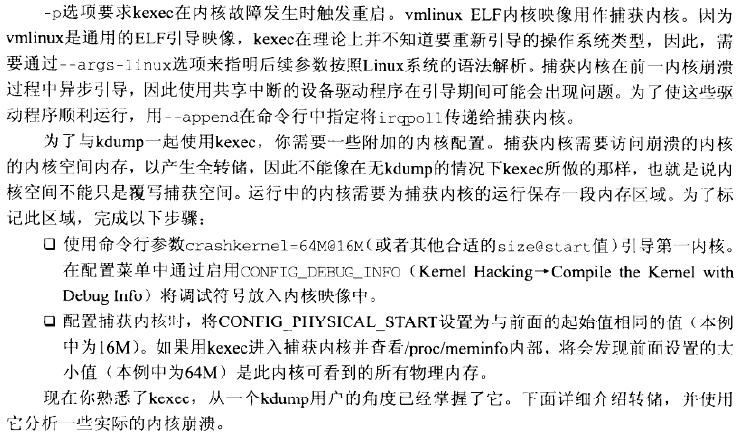 -p选项要求kexec在内核故障发生时触发重启。vmlinux ELF内核映像用作捕获内核。因为
vmlinux是通用的ELF引导映像，kexec在理论上并不知道要重新引导的操作系统类型，因此，需
要通过--args-linux选项来指明后续参数按照Linux系统的语法解析。捕获内核在前一内核崩溃
过程中异步引导，因此使用共享中断的设备驱动程序在引导期间可能会出现问题。为了使这些驱
动程序顺利运行，用--append在命令行中指定将irqpoll传递给捕获内核。
为了与kdump一起使用kexec，你需要一些附加的内核配置。捕获内核需要访问崩溃的内核
的内核空间内存，以产生全转储，因此不能像在无kdump的情况下kexec所做的那样，也就是说内
核空间不能只是覆写捕获空间。运行中的内核需要为捕获内核的运行保存一段内存区域。为了标
记此区域，完成以下步骤：
❑ 使用命令行参数crashkernel=64M@16M（或者其他合适的size@start值）引导第一内核。
在配置菜单中通过启用CONFIG_DEBUG_INFO（Kernel Hacking→Compile the Kernel with
Debug Info）将调试符号放入内核映像中。
❑ 配置捕获内核时，将CONFIG_PHYSICAL_START设置为与前面的起始值相同的值（本例
中为16M）。如果用kexec进入捕获内核并查看/proc/meminfo内部，将会发现前面设置的大
小值（本例中为64M）是此内核可看到的所有物理内存。
现在你熟悉了kexec，从一个kdump用户的角度已经掌握了它。下面详细介绍转储，并使用
它分析一些实际的内核崩溃。